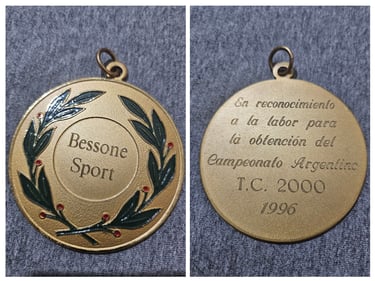 Bessone
Sport
En reconocimiento
a la labor para
la obtención del
Campeonato Argentino
T.C. 2000
1996